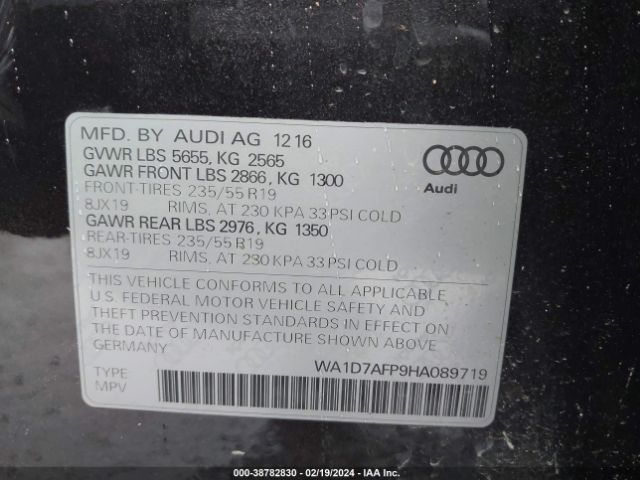 MFD. BY AUDI AG 12 16
GVWR LBS 5655, KG 2565
GAWR FRONT LBS 2866, KG 1300
FRONT-TIRES 235/55 R19
8JX19 RIMS, AT 230 KPA 33 PSI COLD
GAWR REAR LBS 2976, KG 1350
REAR-TIRES 235/55 R19
8JX19 RIMS, AT 230 KPA 33 PSI COLD
Audi
THIS VEHICLE CONFORMS TO ALL APPLICABLE
U.S. FEDERAL MOTOR VEHICLE SAFETY AND
THEFT PREVENTION STANDARDS IN EFFECT ON
THE DATE OF MANUFACTURE SHOWN ABOVE
GERMANY
TYPE
MPV
WA1D7AFP9HA089719
000-38782830 - 02/19/2024 - IAA Inc.